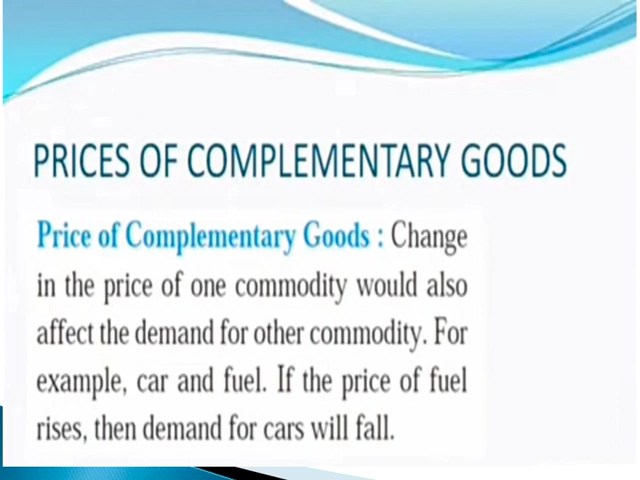 PRICES OF COMPLEMENTARY GOODS
Price of Complementary Goods : Change
in the price of one commodity would also
affect the demand for other commodity. For
example, car and fuel. If the price of fuel
rises, then demand for cars will fall.